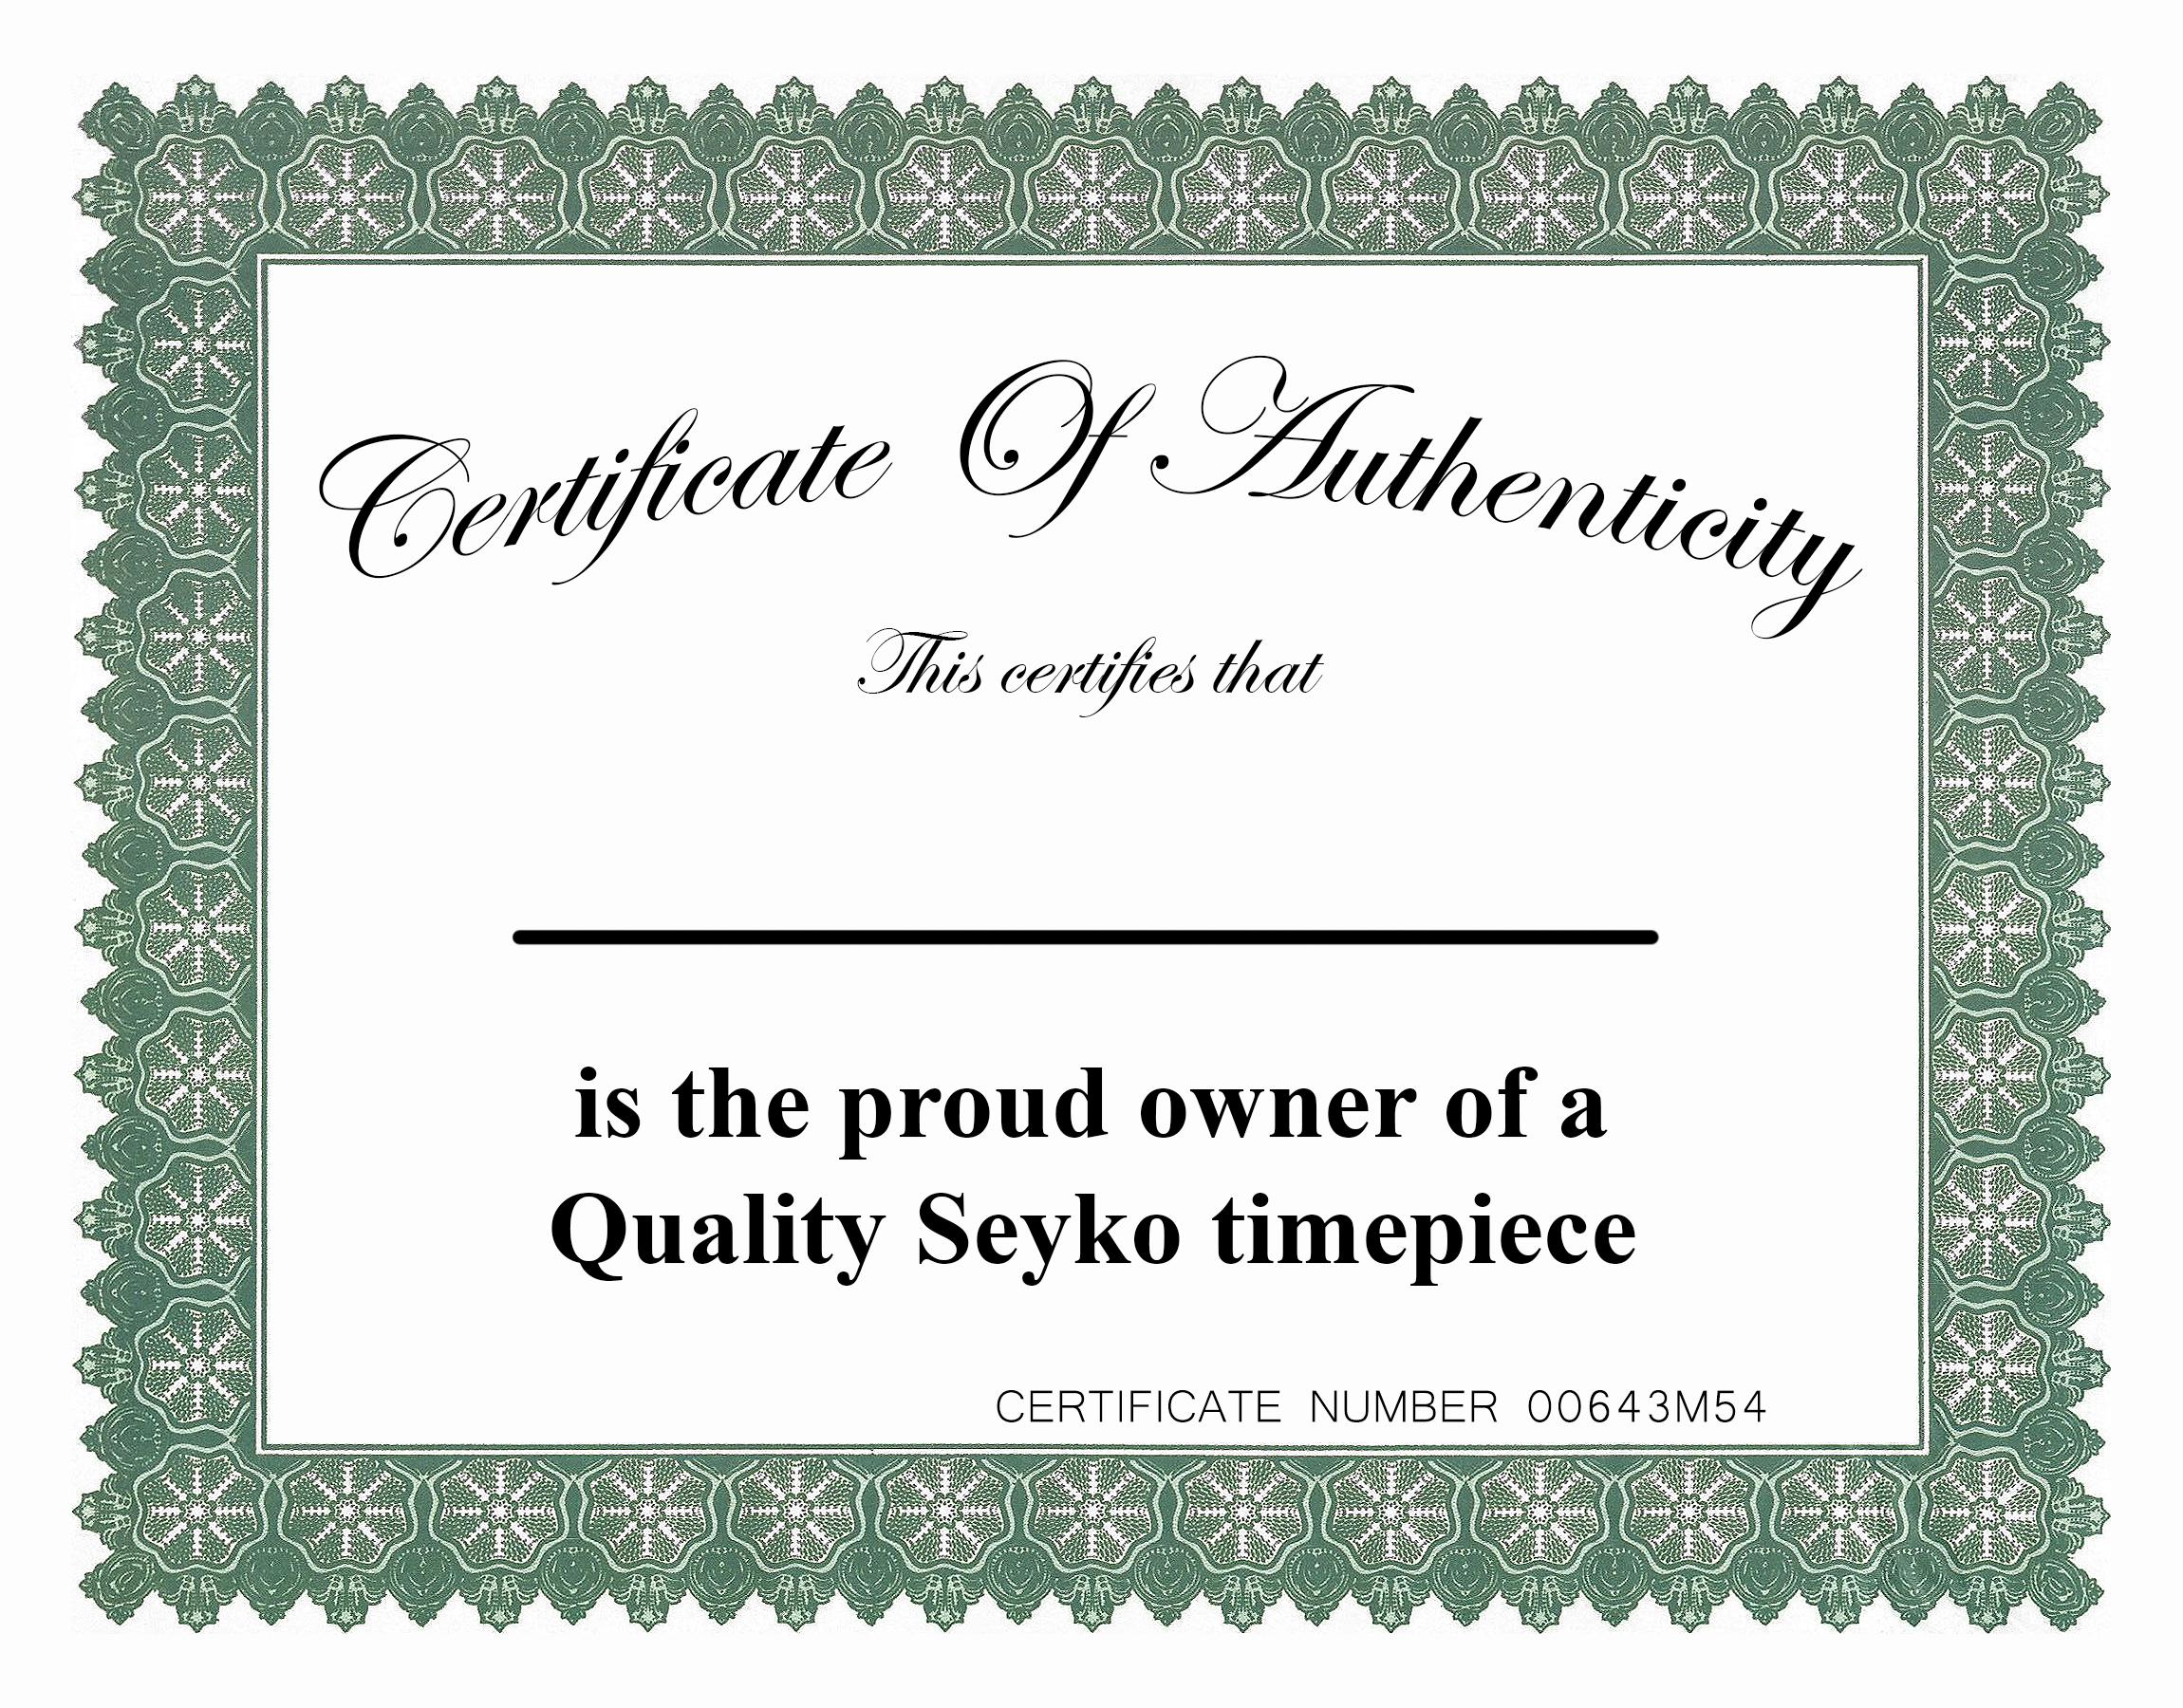 Certificate Of Authenticity
This certifies that
is the proud owner of a
Quality Seyko timepiece
CERTIFICATE NUMBER 00643M54